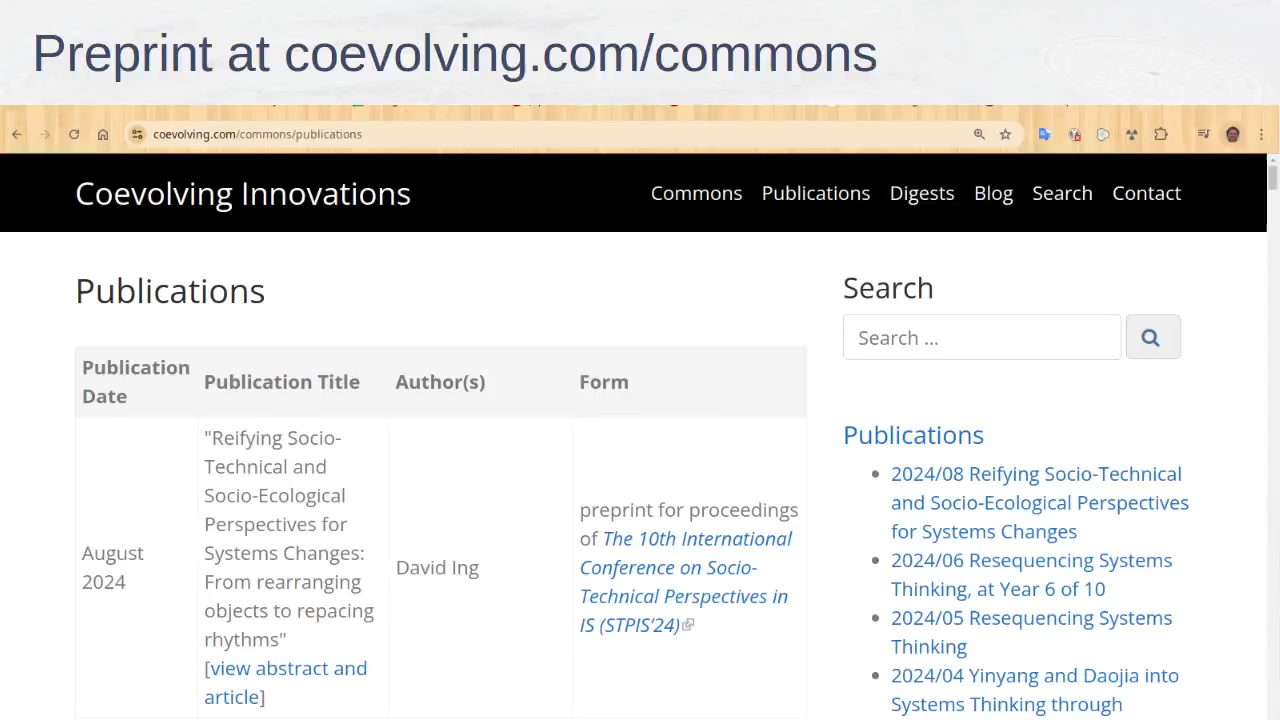 Preprint at coevolving.com/commons
coevolving.com/commons/publications
Coevolving Innovations
Commons Publications Digests Blog Search Contact
Publications
Publication
Date
Publication Title
Author(s)
Form
August
2024
"Reifying Socio-
Technical and
Socio-Ecological
Perspectives for
Systems Changes:
From rearranging
objects to repacing
rhythms"
[view abstract and
article]
David Ing
preprint for proceedings
of The 10th International
Conference on Socio-
Technical Perspectives in
IS (STPIS’24)
Search
Search ...
Publications
2024/08 Reifying Socio-Technical
and Socio-Ecological Perspectives
for Systems Changes
2024/06 Resequencing Systems
Thinking, at Year 6 of 10
2024/05 Resequencing Systems
Thinking
2024/04 Yinyang and Daojia into
Systems Thinking through